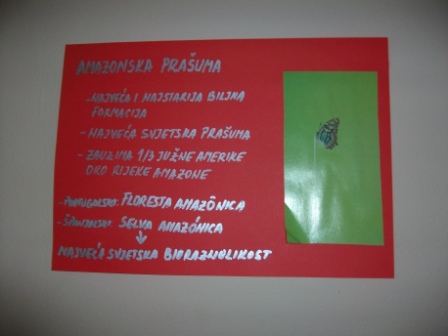 AMAZONSKA PRAŠUMA
- NAJVEĆA I NAJSTARIJA BILJNA
FORMACIJA
- NAJVEĆA SVJETSKA PRAŠUMA
- ZAUZIMA 1/3 JUŽNE AMERIKE
OKO RIJEKE AMAZONE
- PORTUGALSKI: FLORESTA AMAZÔNICA
- ŠPANJOLSKI: SELVA AMAZÓNICA
↓
NAJVEĆA SVJETSKA BIORAZNOLIKOST